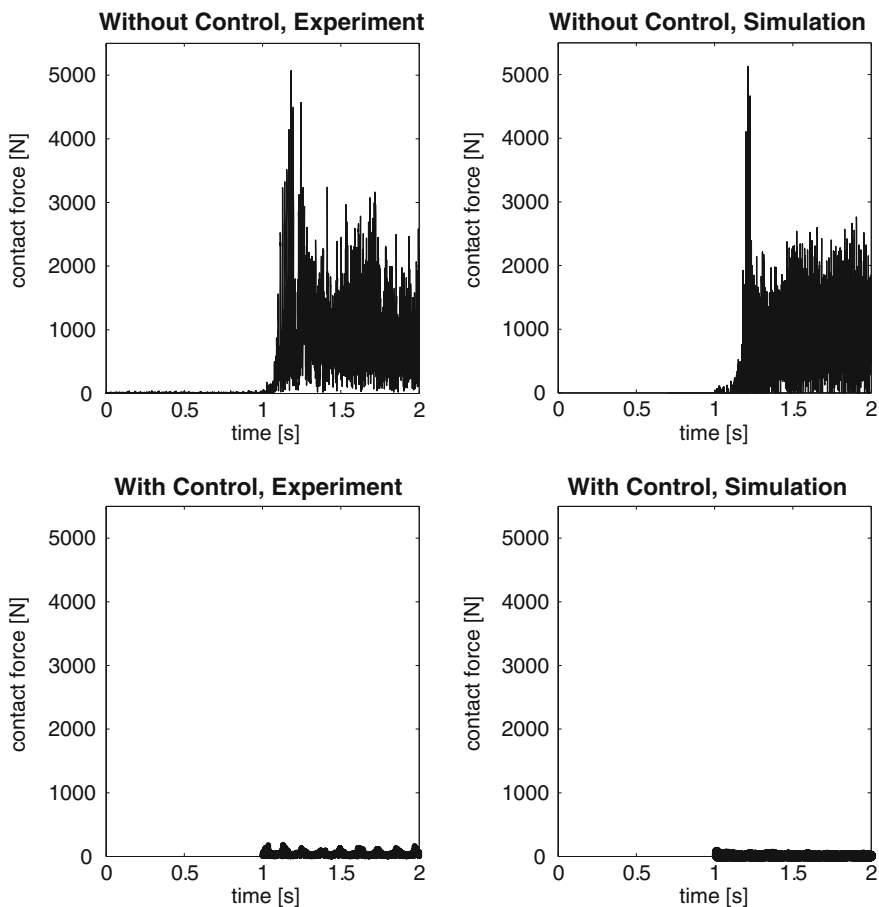 Without Control, Experiment
5000
4000
3000
2000
1000
0
contact force [N]
0 0.5 1 1.5 2
time [s]
Without Control, Simulation
5000
4000
3000
2000
1000
0
contact force [N]
0 0.5 1 1.5 2
time [s]
With Control, Experiment
5000
4000
3000
2000
1000
0
contact force [N]
0 0.5 1 1.5 2
time [s]
With Control, Simulation
5000
4000
3000
2000
1000
0
contact force [N]
0 0.5 1 1.5 2
time [s]